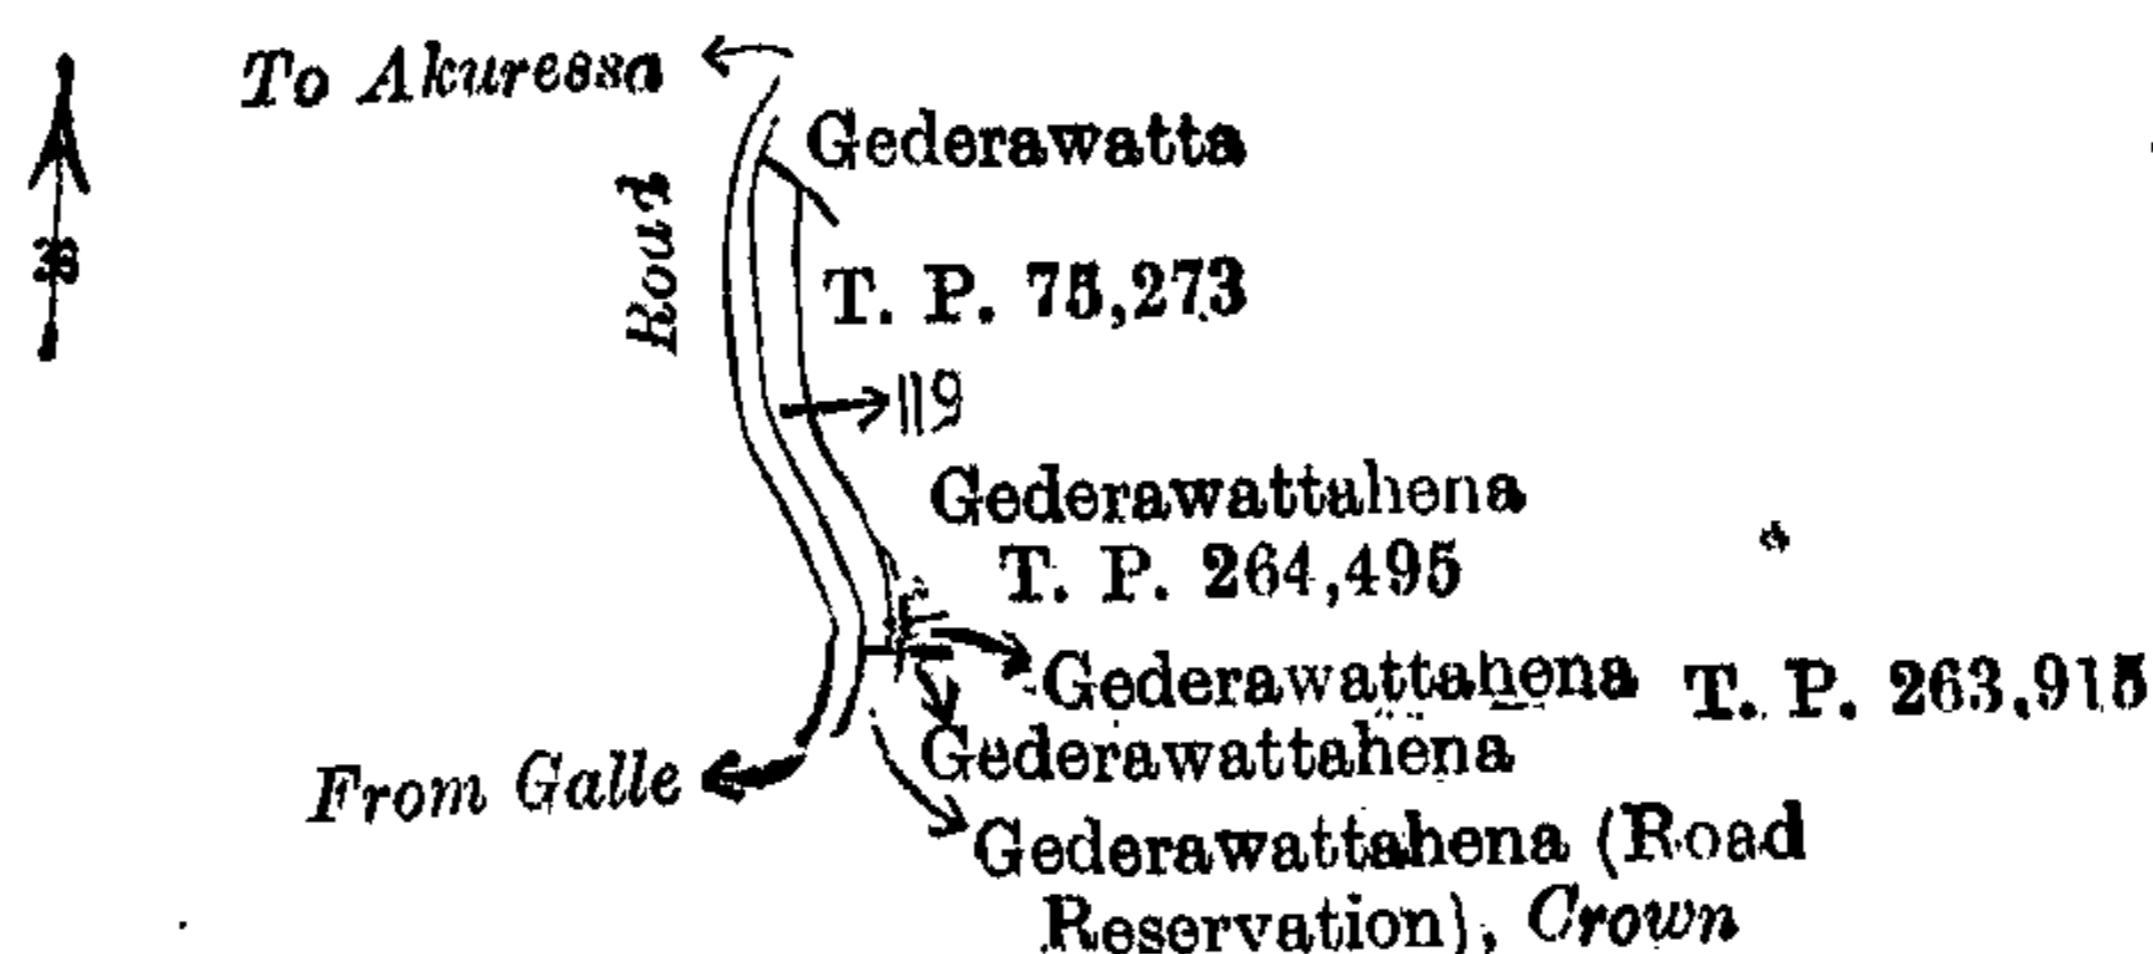 To Akuressa
Gederawatta
Road
T. P. 75,273
119
Gederawattahena
T. P. 264,495
Gederawattahena T. P. 263,915
Gederawattahena
From Galle
Gederawattahena (Road
Reservation), Crown